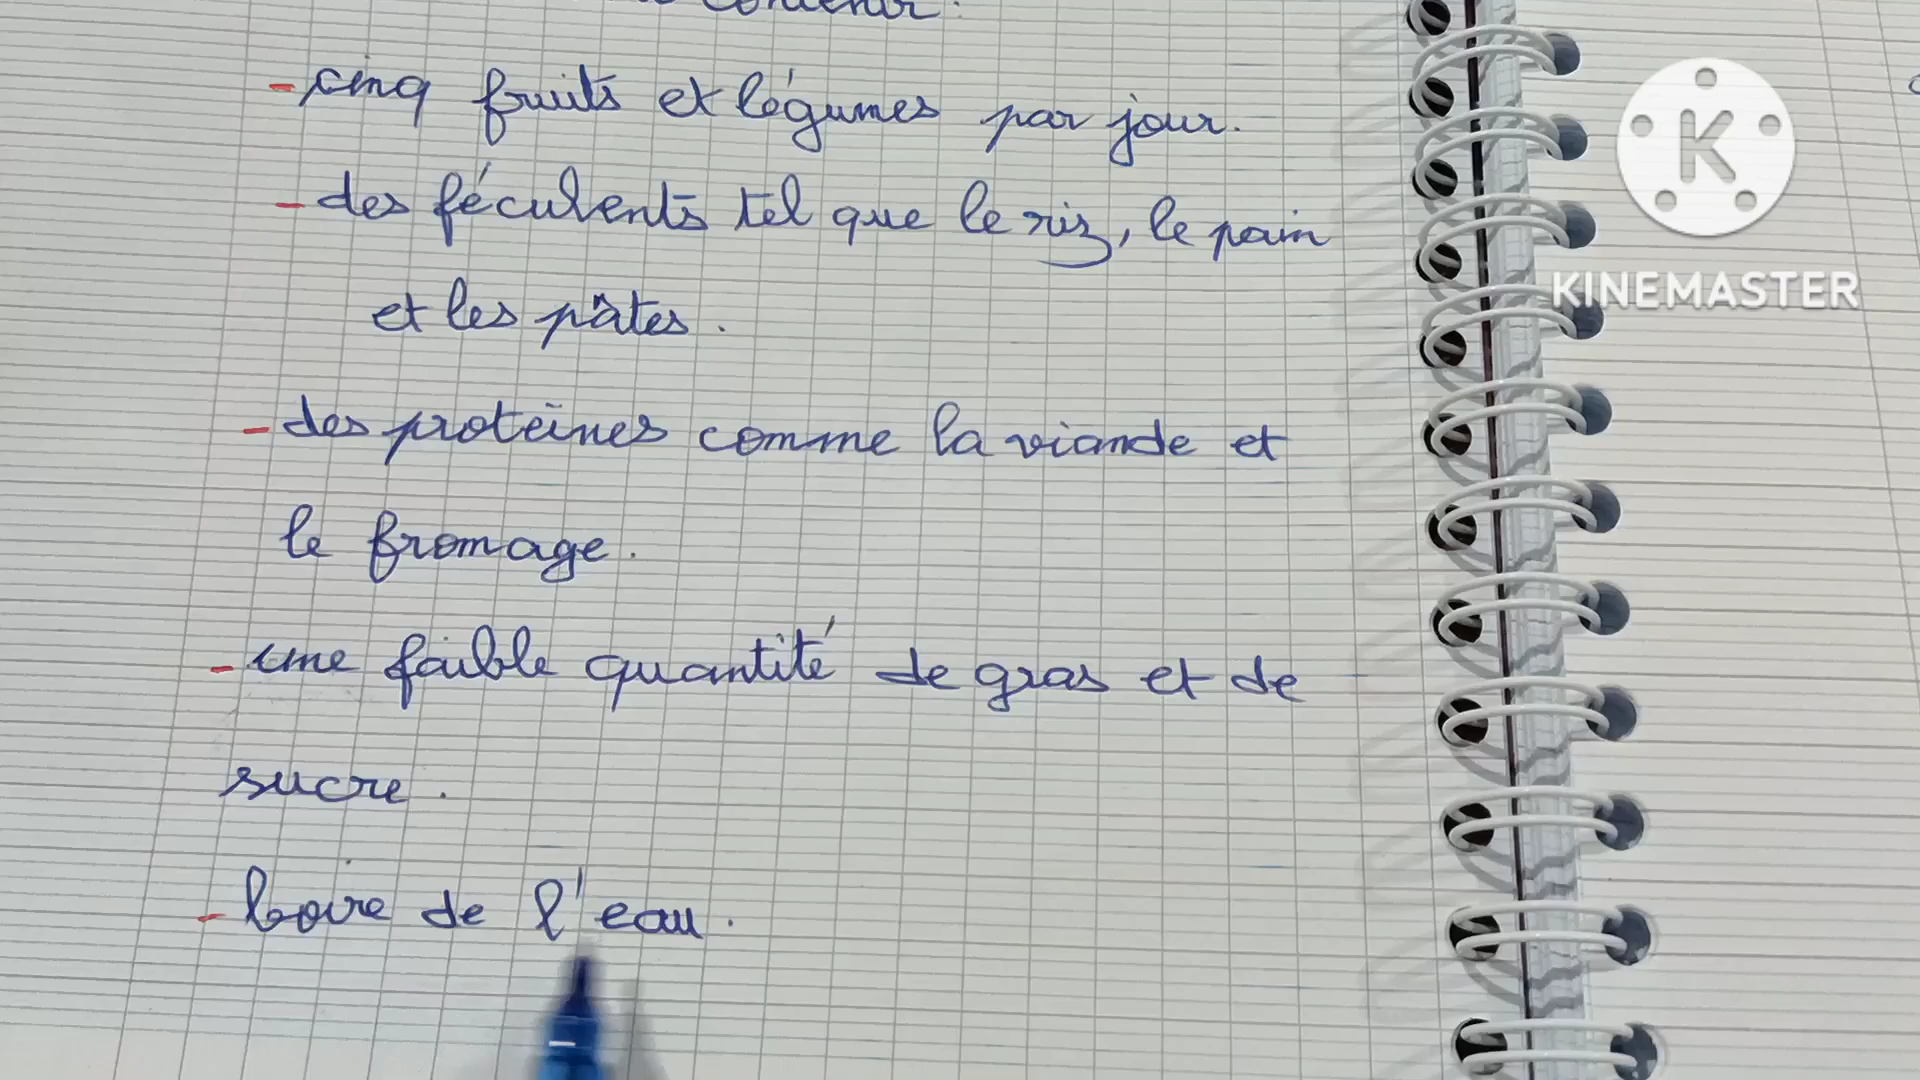 contenir:
- cinq fruits et légumes par jour.
- des féculents tel que le riz, le pain
et les pâtes.
- des protéines comme la viande et
le fromage.
- une faible quantité de gras et de
sucre.
- boire de l'eau.
K
KINEMASTER